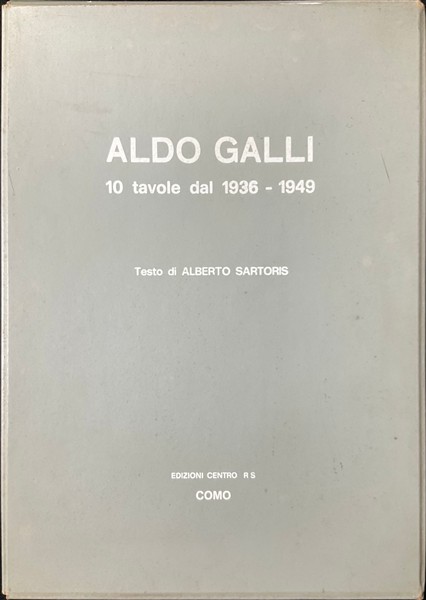 ALDO GALLI
10 tavole dal 1936 - 1949
Testo di ALBERTO SARTORIS
EDIZIONI CENTRO R S
COMO